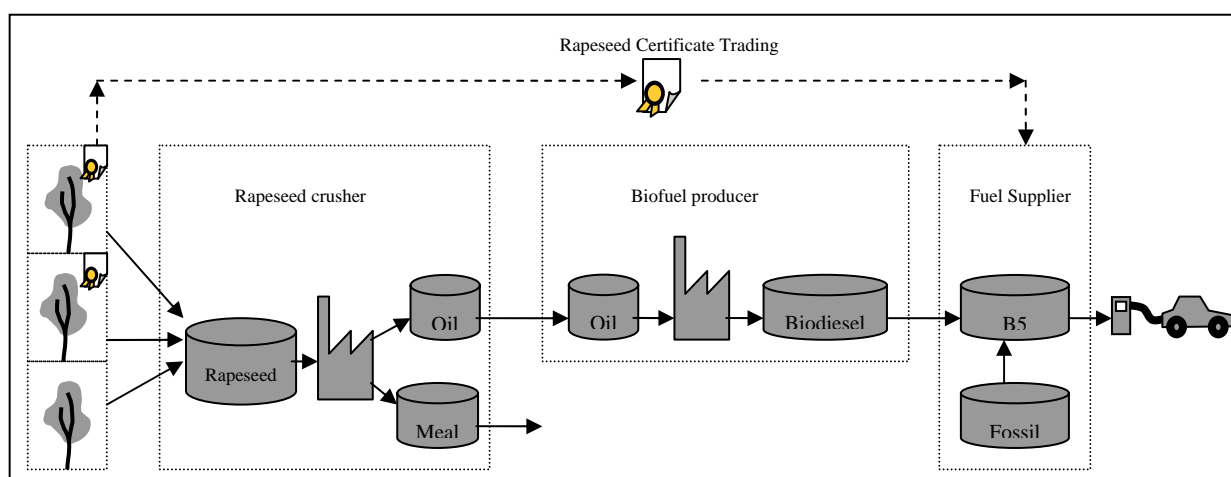 Rapeseed Certificate Trading
Rapeseed crusher
Biofuel producer
Fuel Supplier
Oil
Oil
Biodiesel
B5
Rapeseed
Meal
Fossil